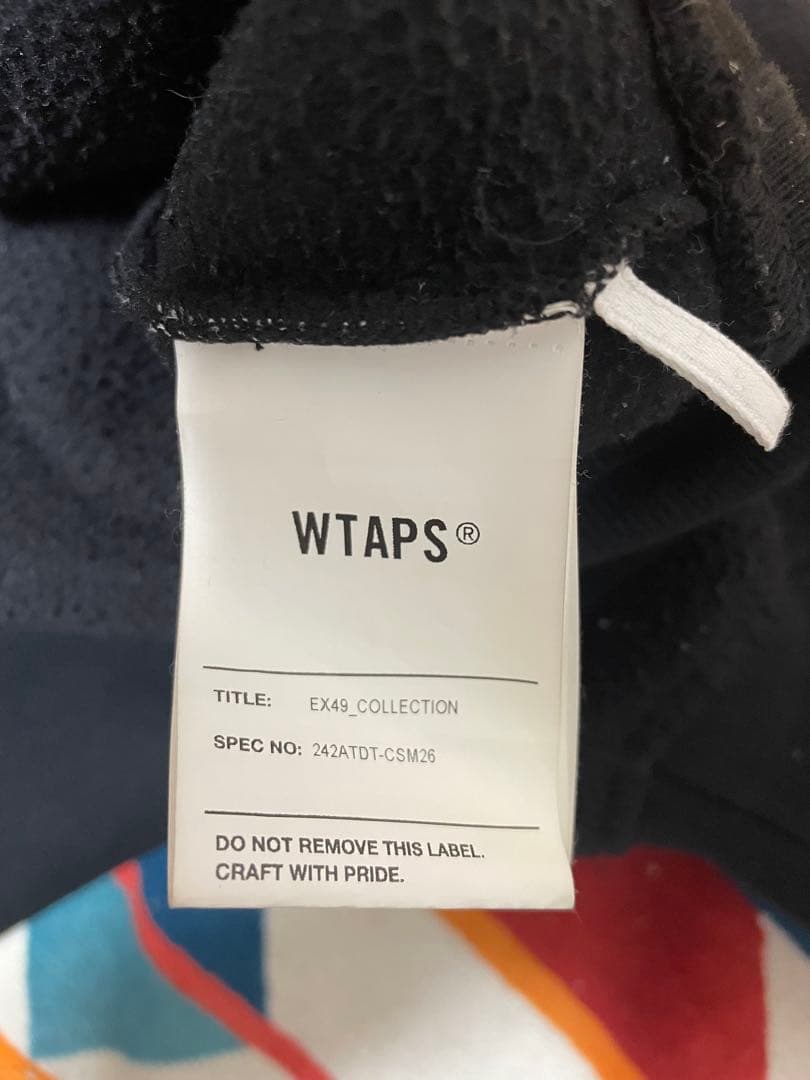 WTAPS®
TITLE: EX49_COLLECTION
SPEC NO: 242ATDT-CSM26
DO NOT REMOVE THIS LABEL.
CRAFT WITH PRIDE.